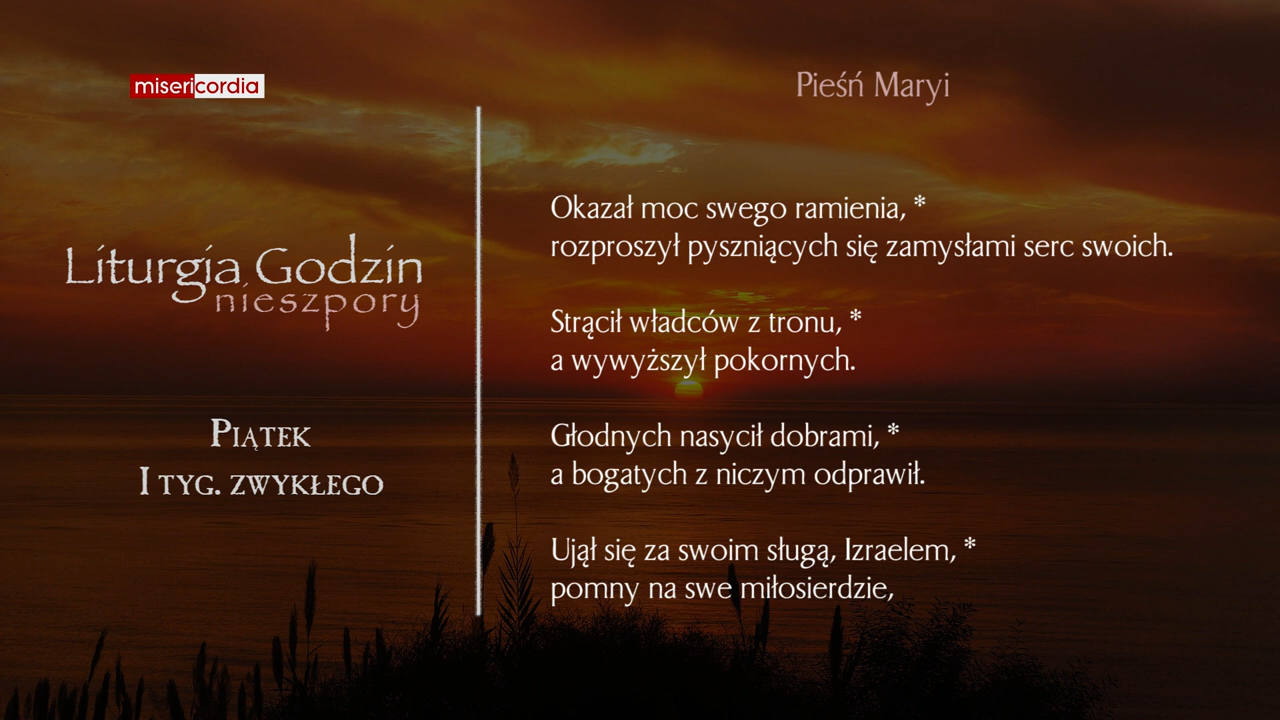 misericordia
Liturgia Godzin
nieszpory
Piątek
I tyg. zwykłego
Pieśń Maryi
Okazał moc swego ramienia, *
rozproszył pyszniących się zamysłami serc swoich.
Strącił władców z tronu, *
a wywyższył pokornych.
Głodnych nasycił dobrami, *
a bogatych z niczym odprawił.
Ujął się za swoim sługą, Izraelem, *
pomny na swe miłosierdzie,